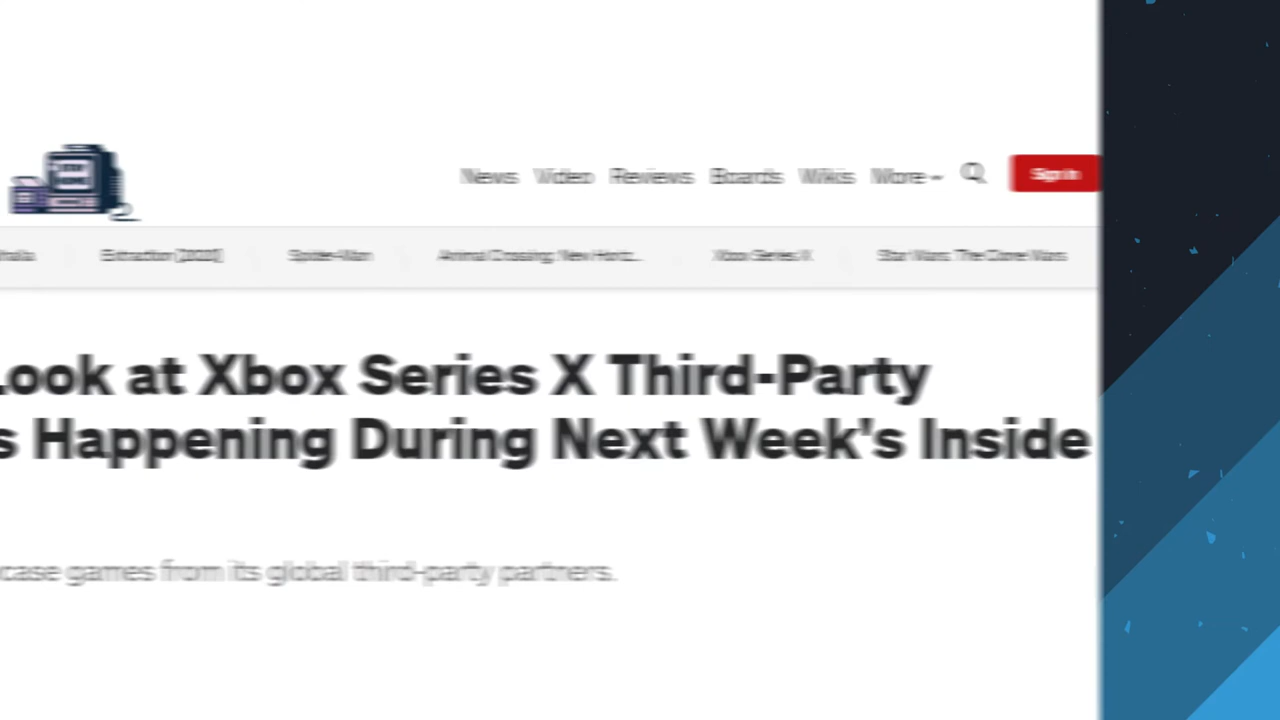 News Video Reviews Boards Wikis More
Sign In
Extraction [2020] Spider-Man Animal Crossing: New Horiz... Xbox Series X Star Wars: The Clone Wars
Look at Xbox Series X Third-Party
s Happening During Next Week's Inside
case games from its global third-party partners.